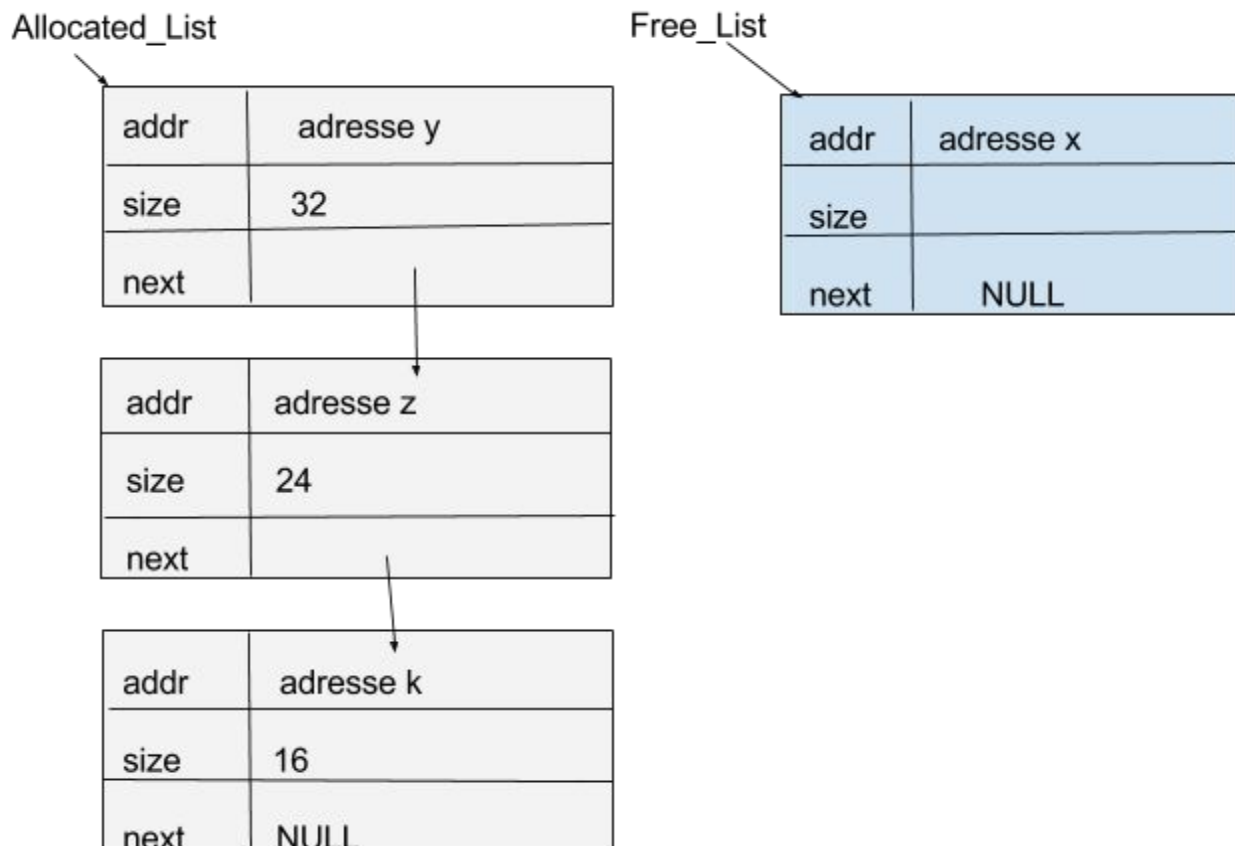 Allocated_List
addr adresse y
size 32
next
addr adresse z
size 24
next
addr adresse k
size 16
next NULL
Free_List
addr adresse x
size
next NULL